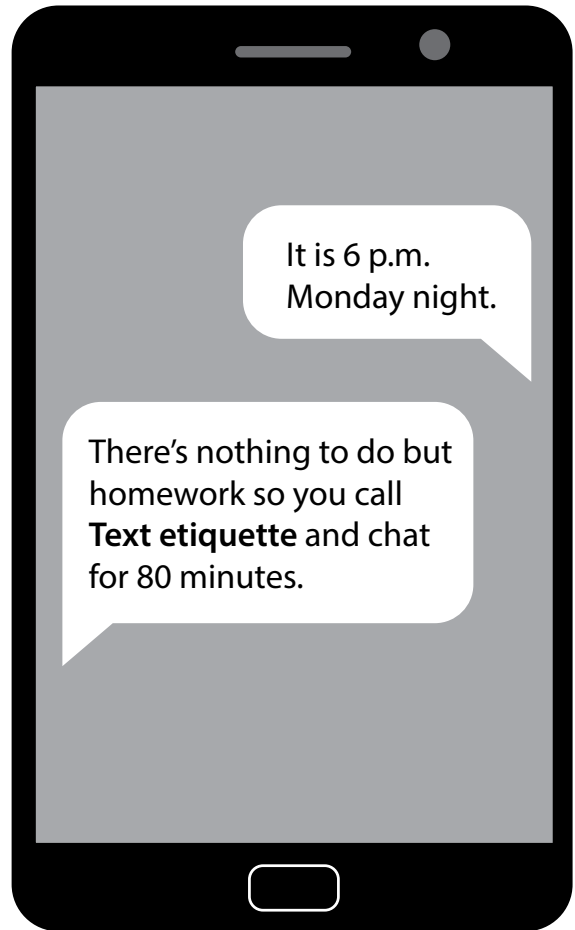 It is 6 p.m.
Monday night.
There’s nothing to do but
homework so you call
Text etiquette and chat
for 80 minutes.